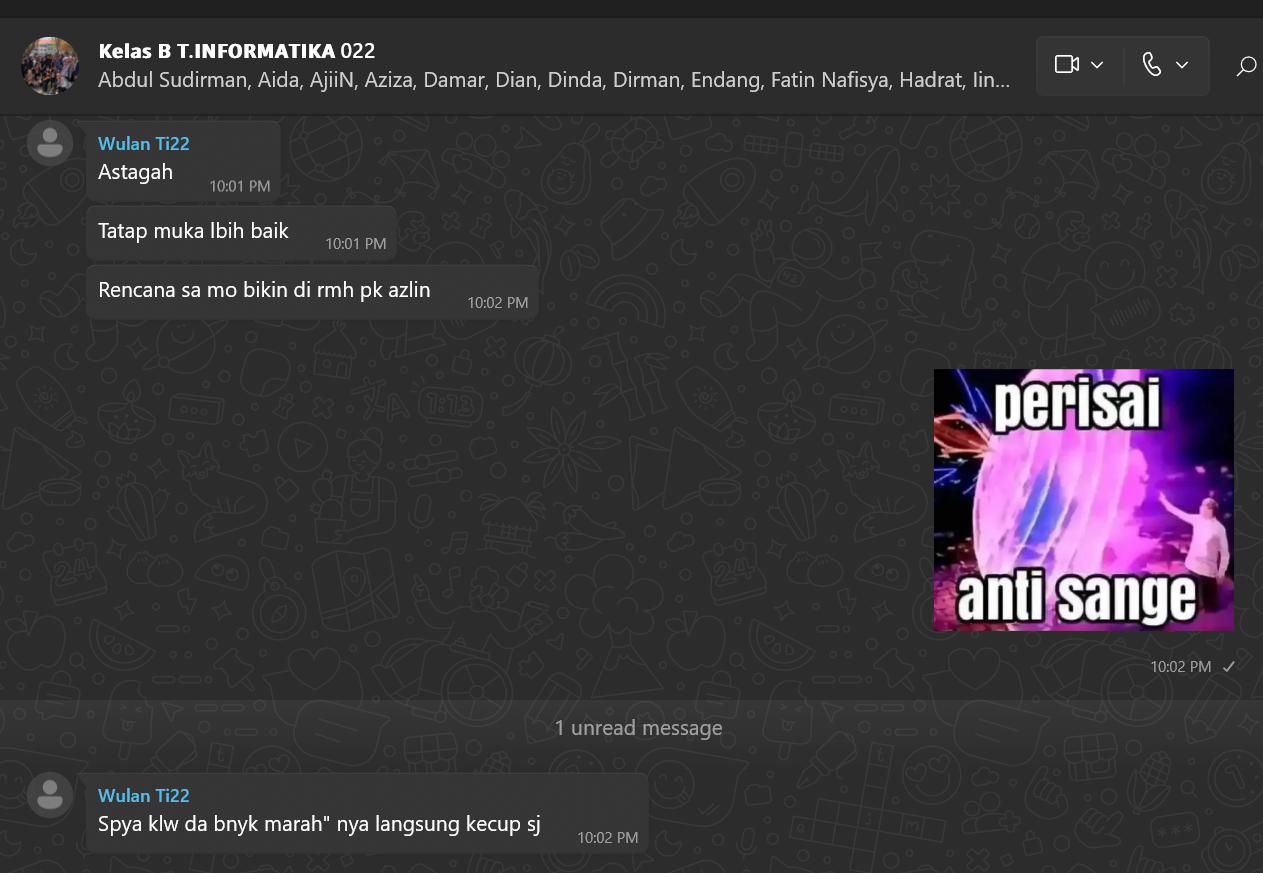 Kelas B T.INFORMATIKA 022
Abdul Sudirman, Aida, AjiiN, Aziza, Damar, Dian, Dinda, Dirman, Endang, Fatin Nafisya, Hadrat, Iin...
Wulan Ti22
Astagah
10:01 PM
Tatap muka lbih baik
10:01 PM
Rencana sa mo bikin di rmh pk azlin
10:02 PM
perisai
anti sange
10:02 PM
1 unread message
Wulan Ti22
Spya klw da bnyk marah" nya langsung kecup sj
10:02 PM